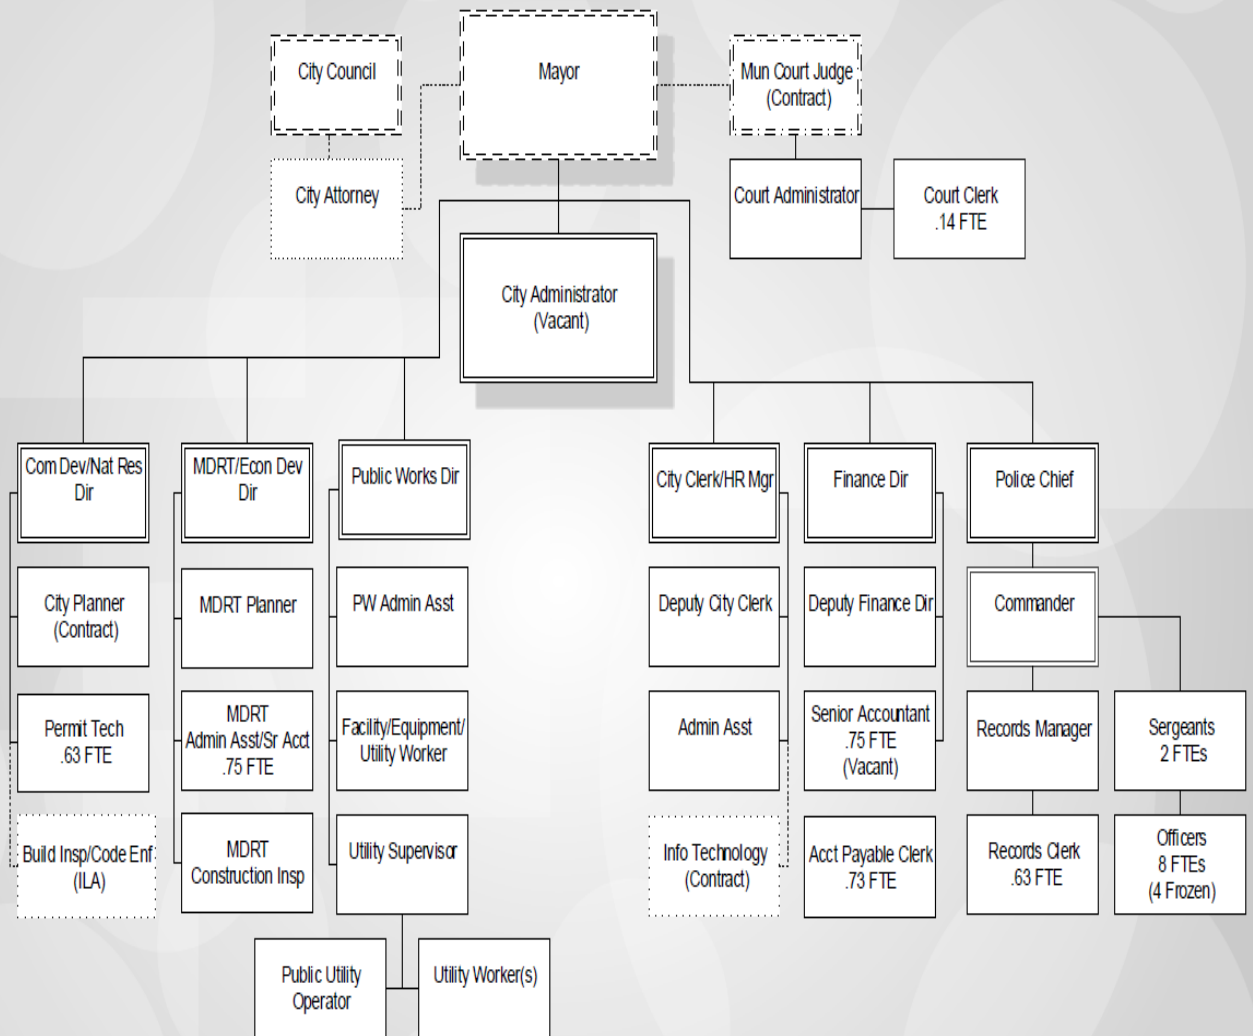 City Council
Mayor
Mun Court Judge
(Contract)
City Attorney
Court Administrator
Court Clerk
.14 FTE
City Administrator
(Vacant)
Com Dev/Nat Res
Dir
MDRT/Econ Dev
Dir
Public Works Dir
City Clerk/HR Mgr
Finance Dir
Police Chief
City Planner
(Contract)
MDRT Planner
PW Admin Asst
Deputy City Clerk
Deputy Finance Dir
Commander
Permit Tech
.63 FTE
MDRT
Admin Asst/Sr Acct
.75 FTE
Facility/Equipment/
Utility Worker
Admin Asst
Senior Accountant
.75 FTE
(Vacant)
Records Manager
Sergeants
2 FTEs
Build Insp/Code Enf
(ILA)
MDRT
Construction Insp
Utility Supervisor
Info Technology
(Contract)
Acct Payable Clerk
.73 FTE
Records Clerk
.63 FTE
Officers
8 FTEs
(4 Frozen)
Public Utility
Operator
Utility Worker(s)